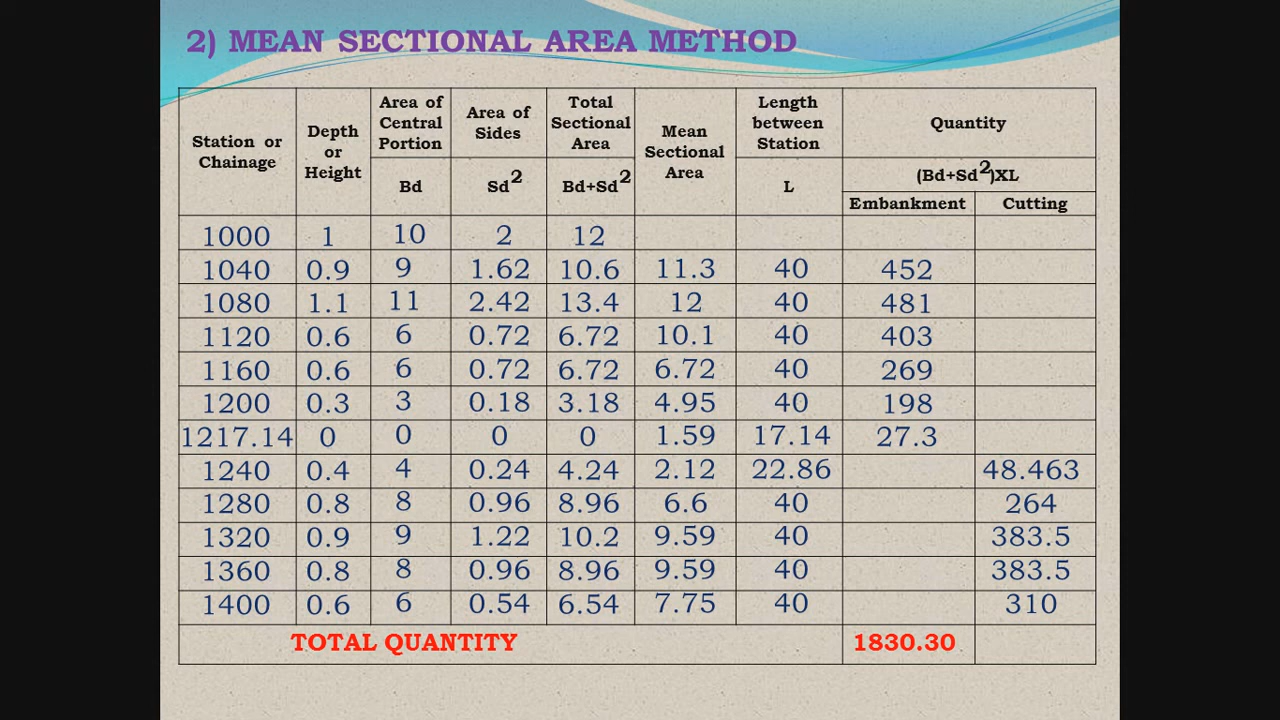 2) MEAN SECTIONAL AREA METHOD
Station or Chainage | Depth or Height | Area of Central Portion | Area of Sides | Total Sectional Area | Mean Sectional Area | Length between Station | Quantity
Bd | Sd² | Bd+Sd² | L | (Bd+Sd²)XL
Embankment | Cutting
1000 | 1 | 10 | 2 | 12
1040 | 0.9 | 9 | 1.62 | 10.6 | 11.3 | 40 | 452
1080 | 1.1 | 11 | 2.42 | 13.4 | 12 | 40 | 481
1120 | 0.6 | 6 | 0.72 | 6.72 | 10.1 | 40 | 403
1160 | 0.6 | 6 | 0.72 | 6.72 | 6.72 | 40 | 269
1200 | 0.3 | 3 | 0.18 | 3.18 | 4.95 | 40 | 198
1217.14 | 0 | 0 | 0 | 0 | 1.59 | 17.14 | 27.3
1240 | 0.4 | 4 | 0.24 | 4.24 | 2.12 | 22.86 | 48.463
1280 | 0.8 | 8 | 0.96 | 8.96 | 6.6 | 40 | 264
1320 | 0.9 | 9 | 1.22 | 10.2 | 9.59 | 40 | 383.5
1360 | 0.8 | 8 | 0.96 | 8.96 | 9.59 | 40 | 383.5
1400 | 0.6 | 6 | 0.54 | 6.54 | 7.75 | 40 | 310
TOTAL QUANTITY | 1830.30